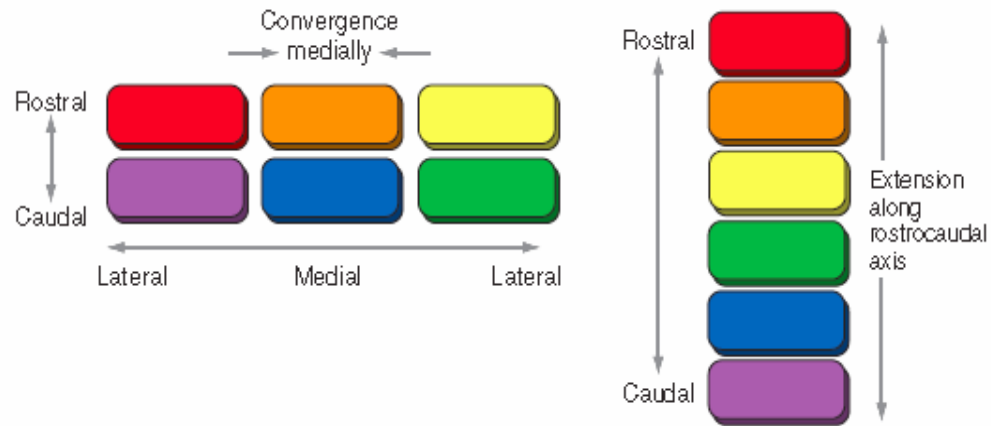 Convergence
medially
Rostral
Caudal
Lateral
Medial
Lateral
Rostral
Extension
along
rostrocaudal
axis
Caudal